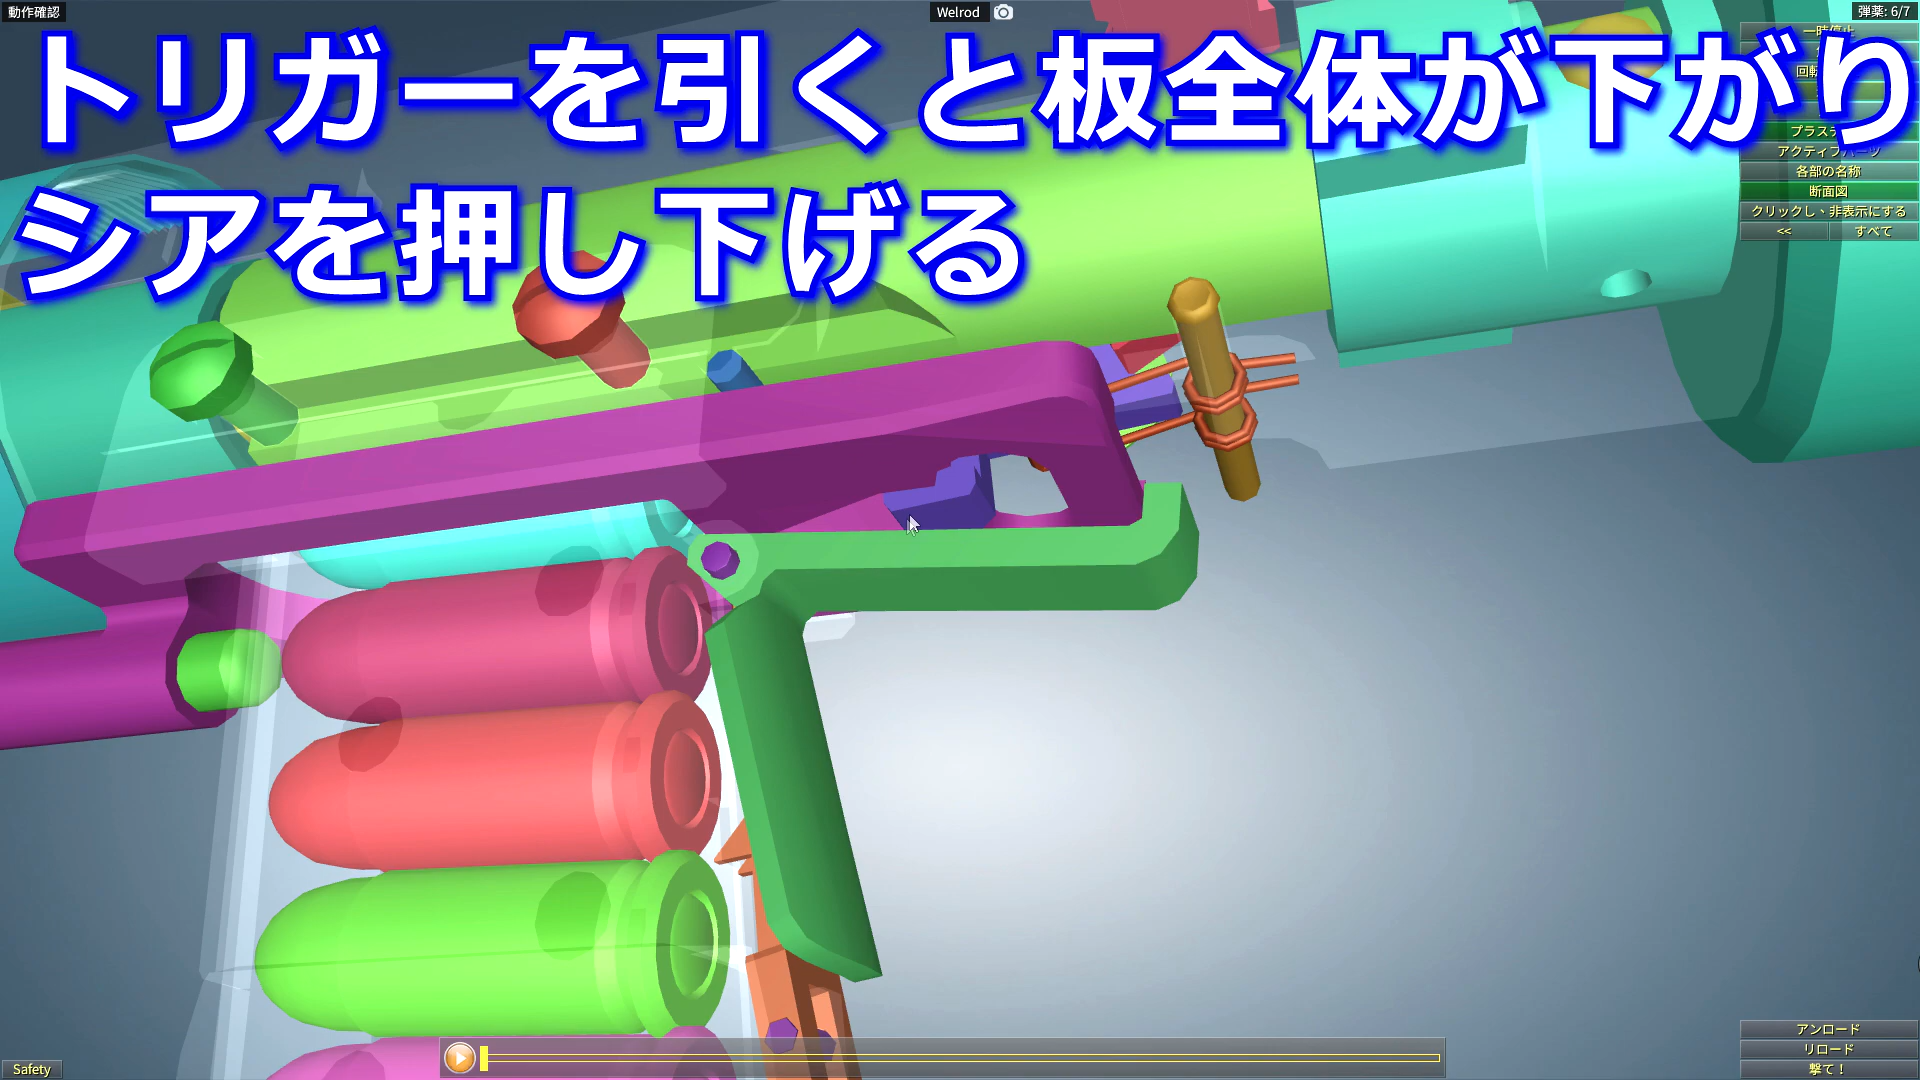 動作確認
Welrod
弾薬: 6/7
トリガーを引くと板全体が下がり
シアを押し下げる
アクティブパーツ
各部の名称
断面図
クリックし、非表示にする
<<
すべて
アンロード
リロード
撃て！
Safety